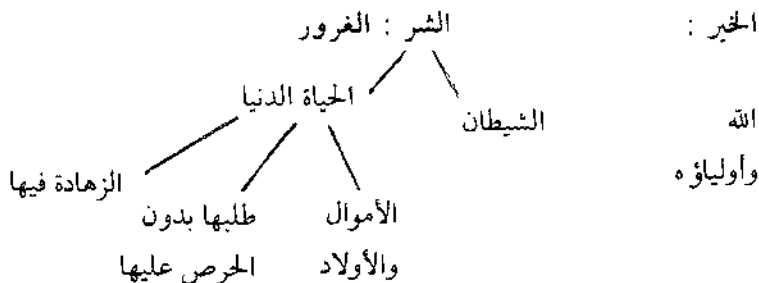 الخير : الشر : الغرور
الحياة الدنيا
الله الشيطان
وأولياؤه الزهادة فيها
الأموال طلبها بدون
والأولاد الحرص عليها